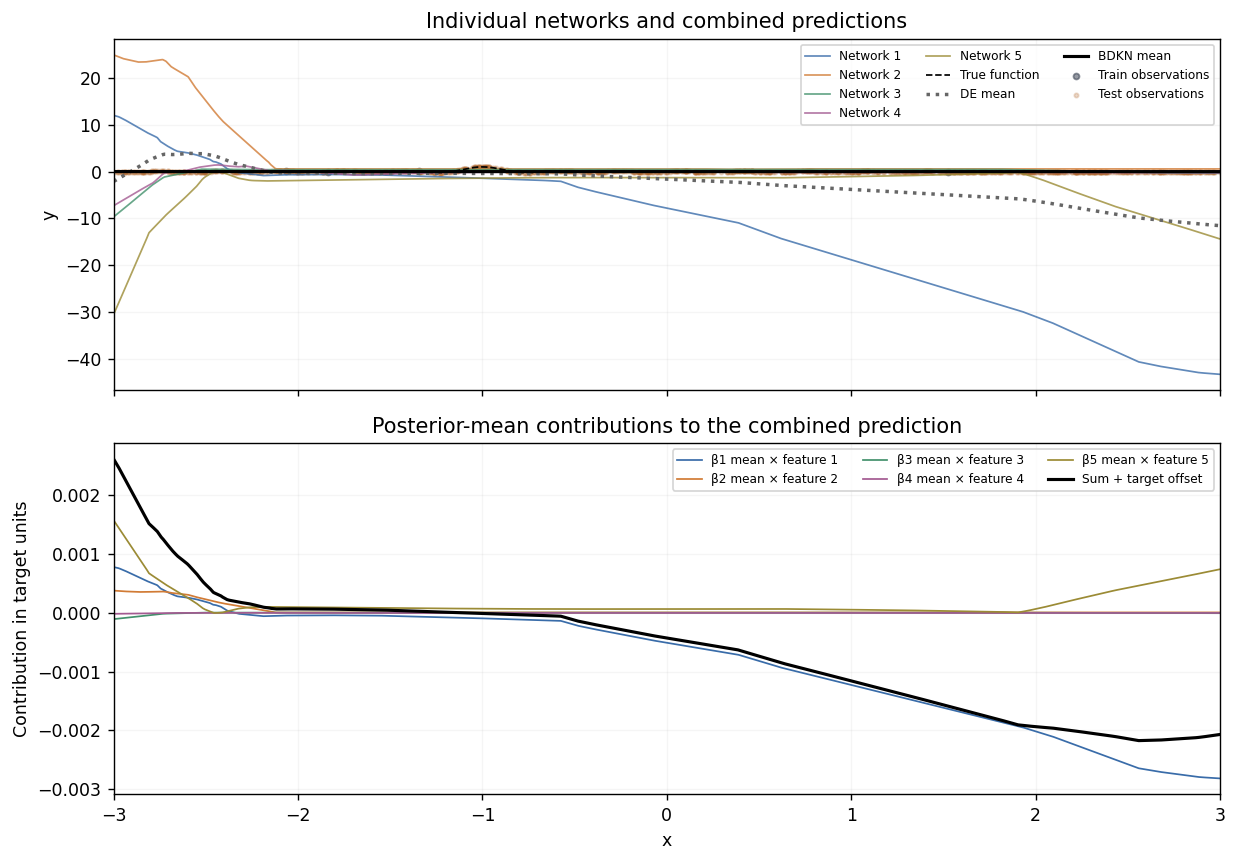 Individual networks and combined predictions
Network 1
Network 2
Network 3
Network 4
Network 5
True function
DE mean
BDKN mean
Train observations
Test observations
20
10
0
−10
−20
−30
−40
y
Posterior-mean contributions to the combined prediction
β1 mean × feature 1
β2 mean × feature 2
β3 mean × feature 3
β4 mean × feature 4
β5 mean × feature 5
Sum + target offset
0.002
0.001
0.000
−0.001
−0.002
−0.003
Contribution in target units
−3 −2 −1 0 1 2 3
x